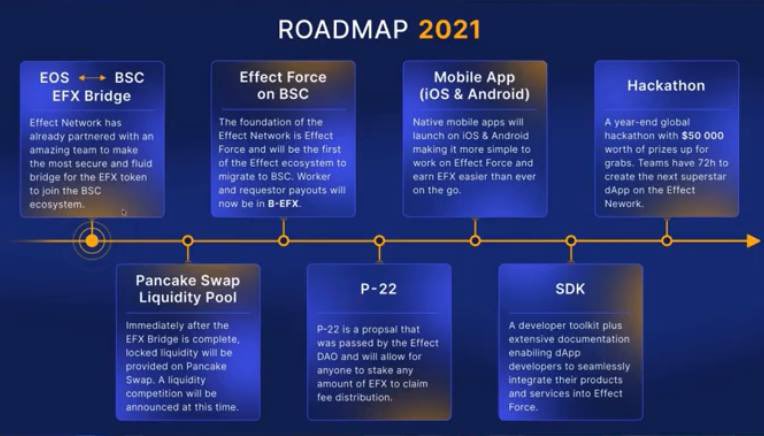 ROADMAP 2021
EOS BSC
EFX Bridge
Effect Network has
already partnered with an
amazing team to make
the most secure and fluid
bridge for the EFX token
to join the BSC
ecosystem.
Pancake Swap
Liquidity Pool
Immediately after the
EFX Bridge is complete,
locked liquidity will be
provided on Pancake
Swap. A liquidity
competition will be
announced at this time.
Effect Force
on BSC
The foundation of the
Effect Network is Effect
Force and will be the first
of the Effect ecosystem to
migrate to BSC. Worker
and requestor payouts will
now be in B-EFX.
P-22
P-22 is a propsal that
was passed by the Effect
DAO and will allow for
anyone to stake any
amount of EFX to claim
fee distribution.
Mobile App
(iOS & Android)
Native mobile apps will
launch on iOS & Android
making it more simple to
work on Effect Force and
earn EFX easier than ever
on the go.
SDK
A developer toolkit plus
extensive documentation
enabiling dApp
developers to seamlessly
integrate their products
and services into Effect
Force.
Hackathon
A year-end global
hackathon with $50 000
worth of prizes up for
grabs. Teams have 72h to
create the next superstar
dApp on the Effect
Nework.